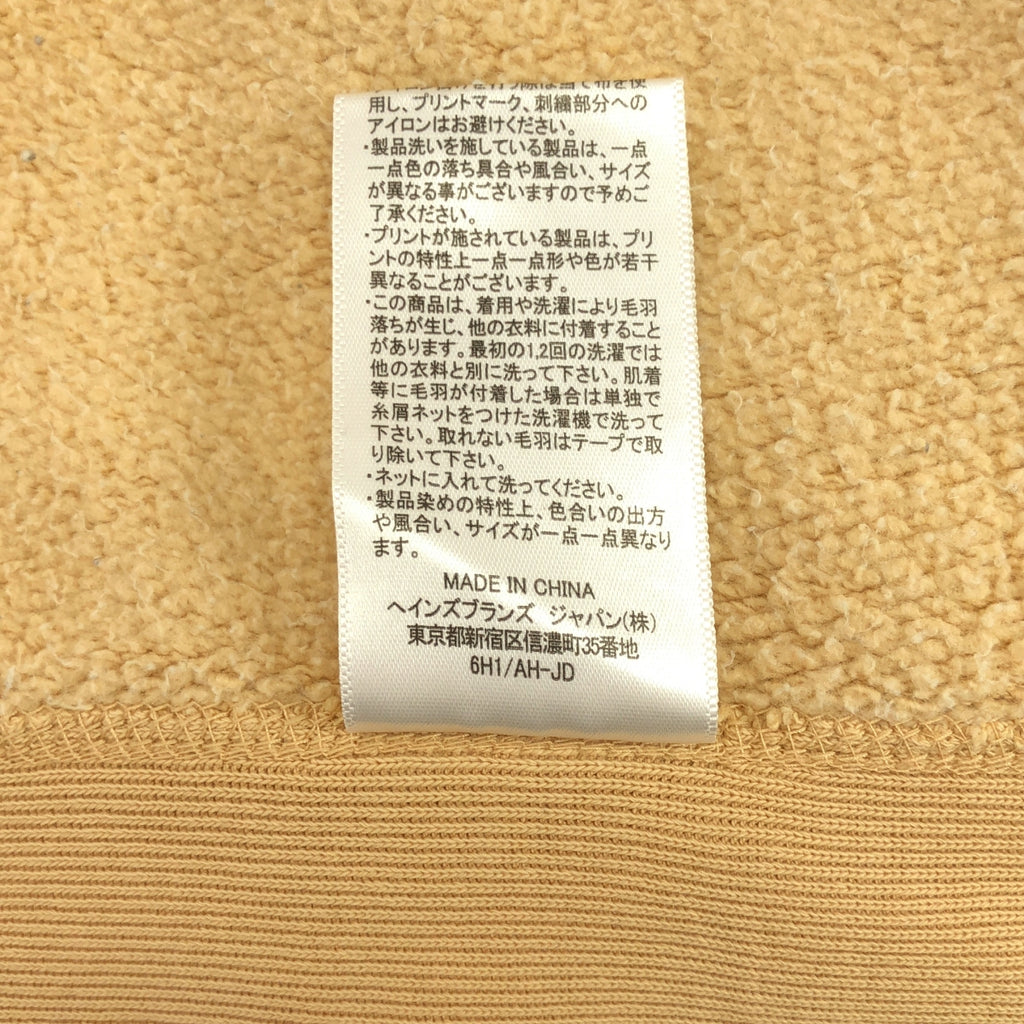 用し、プリントマーク、刺繍部分への
アイロンはお避けください。
・製品洗いを施している製品は、一点
一点色の落ち具合や風合い、サイズ
が異なる事がございますので予めご
了承ください。
・プリントが施されている製品は、プリ
ントの特性上一点一点形や色が若干
異なることがございます。
・この商品は、着用や洗濯により毛羽
落ちが生じ、他の衣料に付着すること
があります。最初の1,2回の洗濯では
他の衣料と別に洗って下さい。肌着
等に毛羽が付着した場合は単独で
糸屑ネットをつけた洗濯機で洗って
下さい。取れない毛羽はテープで取
り除いて下さい。
・ネットに入れて洗ってください。
・製品染めの特性上、色合いの出方
や風合い、サイズが一点一点異なり
ます。
MADE IN CHINA
ヘインズブランズ ジャパン(株)
東京都新宿区信濃町35番地
6H1/AH-JD